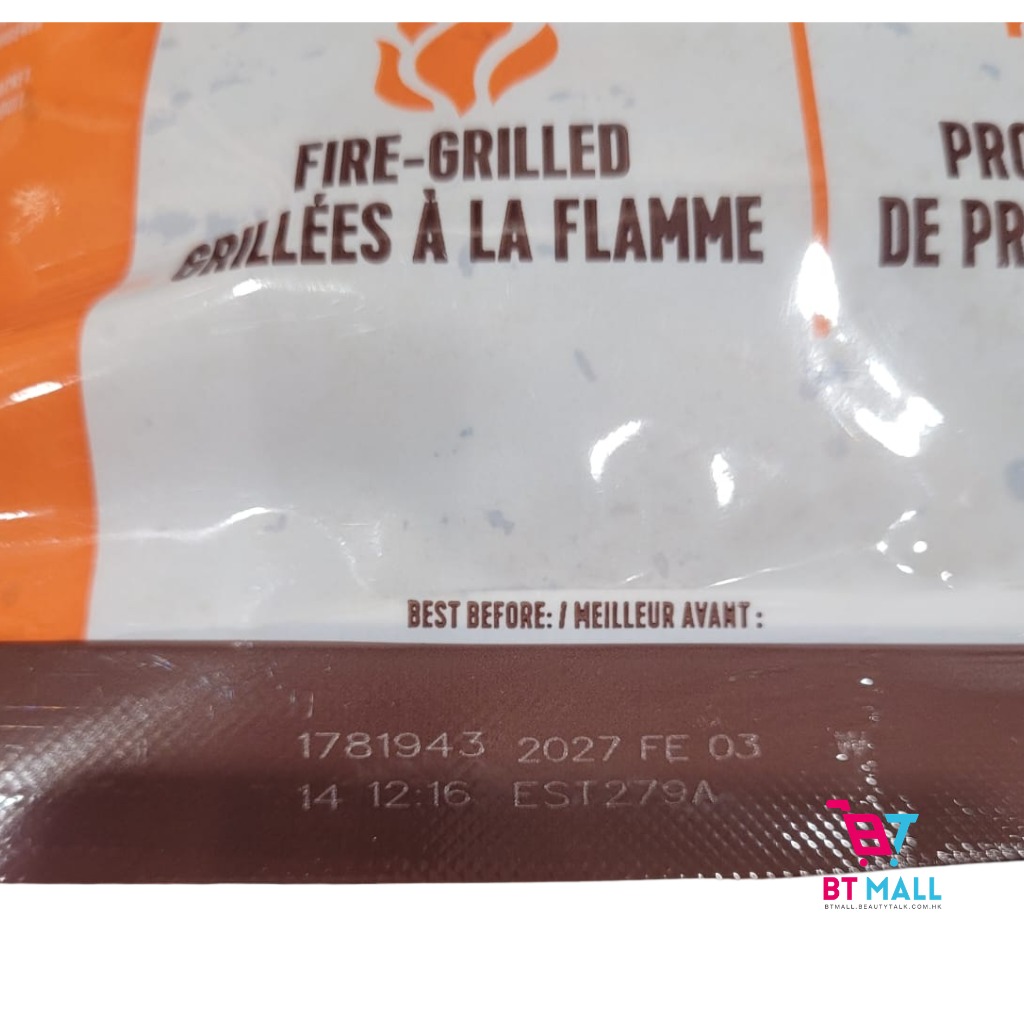 FIRE-GRILLED
GRILLÉES À LA FLAMME
PRO
DE PR
BEST BEFORE: / MEILLEUR AVANT :
1781943 2027 FE 03
14 12:16 EST279A
BT
BT MALL
BTMALL.BEAUTYTALK.COM.HK